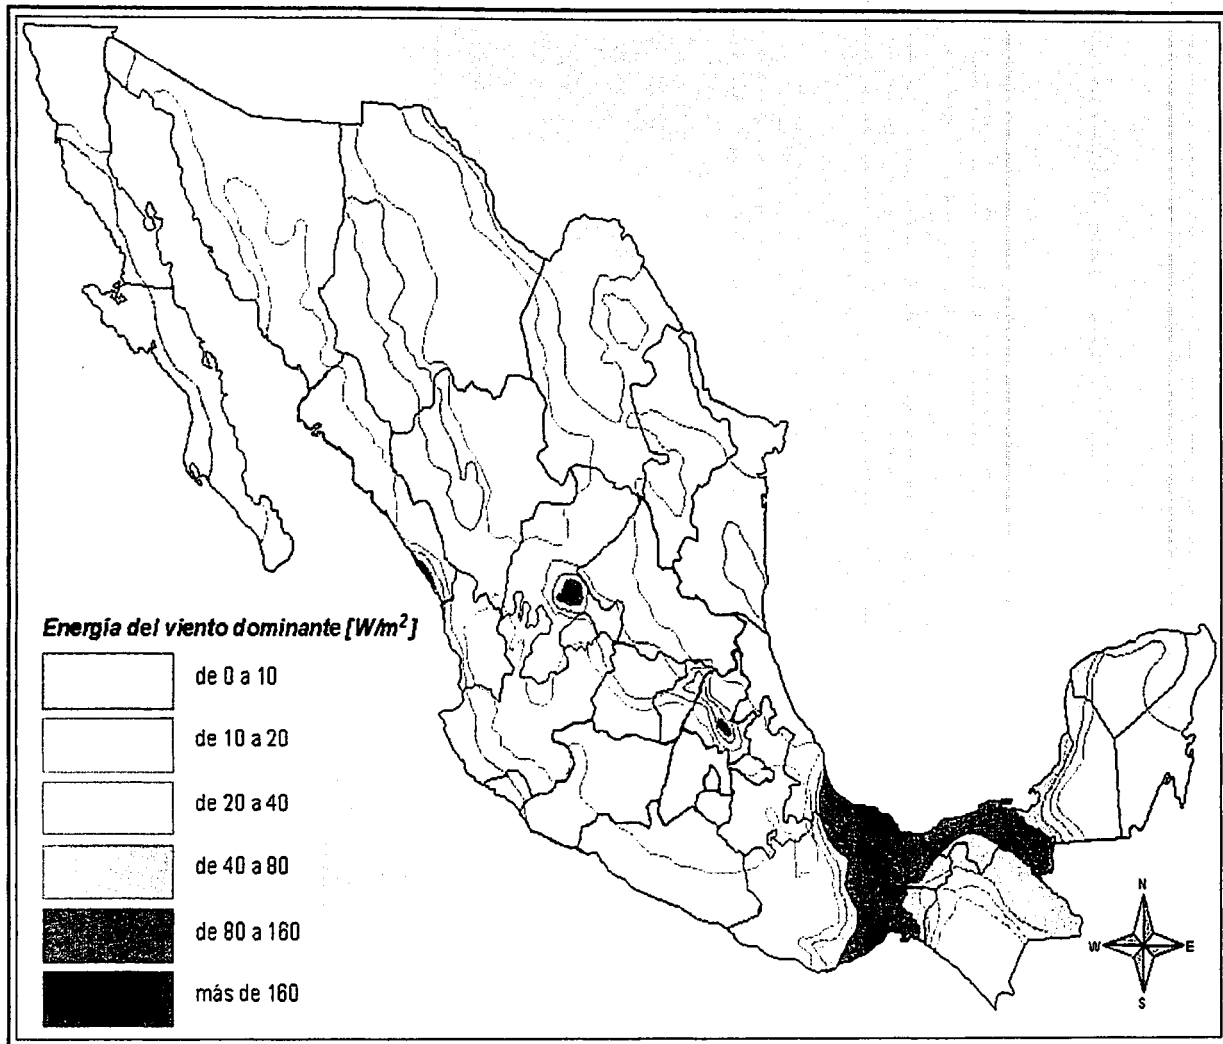 Energía del viento dominante [W/m²]
de 0 a 10
de 10 a 20
de 20 a 40
de 40 a 80
de 80 a 160
más de 160
N
W E
S